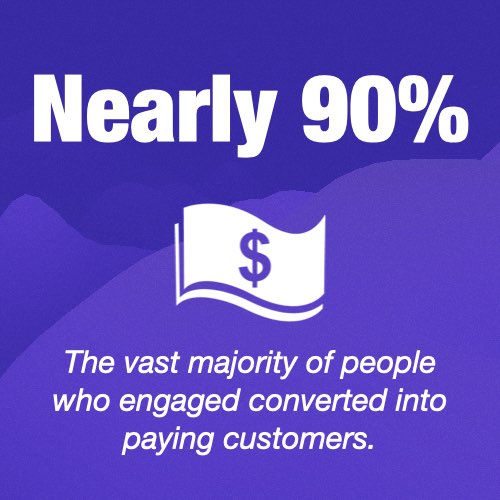 Nearly 90%
$
The vast majority of people
who engaged converted into
paying customers.